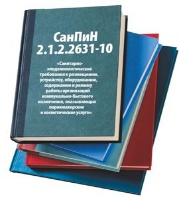 СанПиН
2.1.2.2631-10
«Санитарно-
эпидемиологические
требования к размещению,
устройству, оборудованию,
содержанию и режиму
работы организаций
коммунально-бытового
назначения, оказывающих
парикмахерские
и косметические услуги»